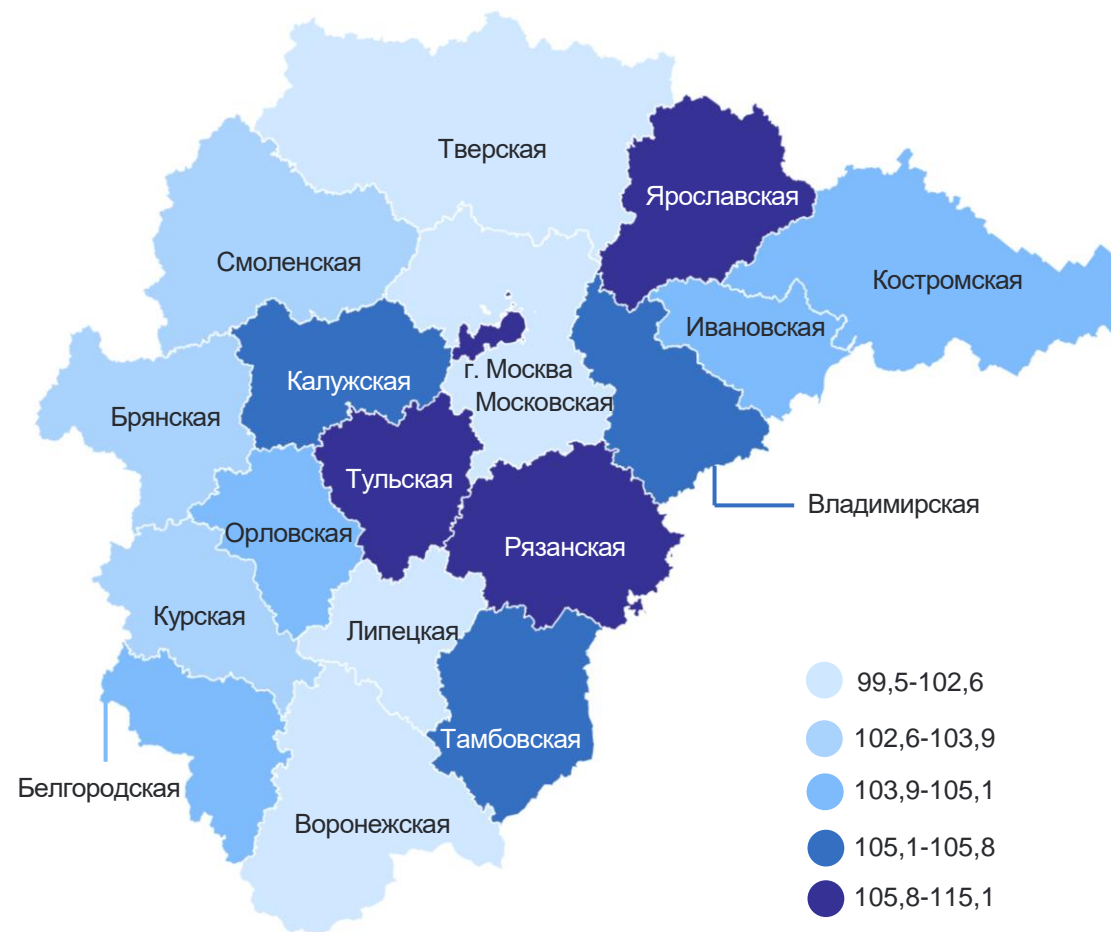 Тверская
Ярославская
Смоленская
Костромская
Ивановская
г. Москва
Калужская
Московская
Брянская
Тульская
Владимирская
Орловская
Рязанская
Курская
Липецкая
99,5-102,6
102,6-103,9
Тамбовская
Белгородская
103,9-105,1
Воронежская
105,1-105,8
105,8-115,1